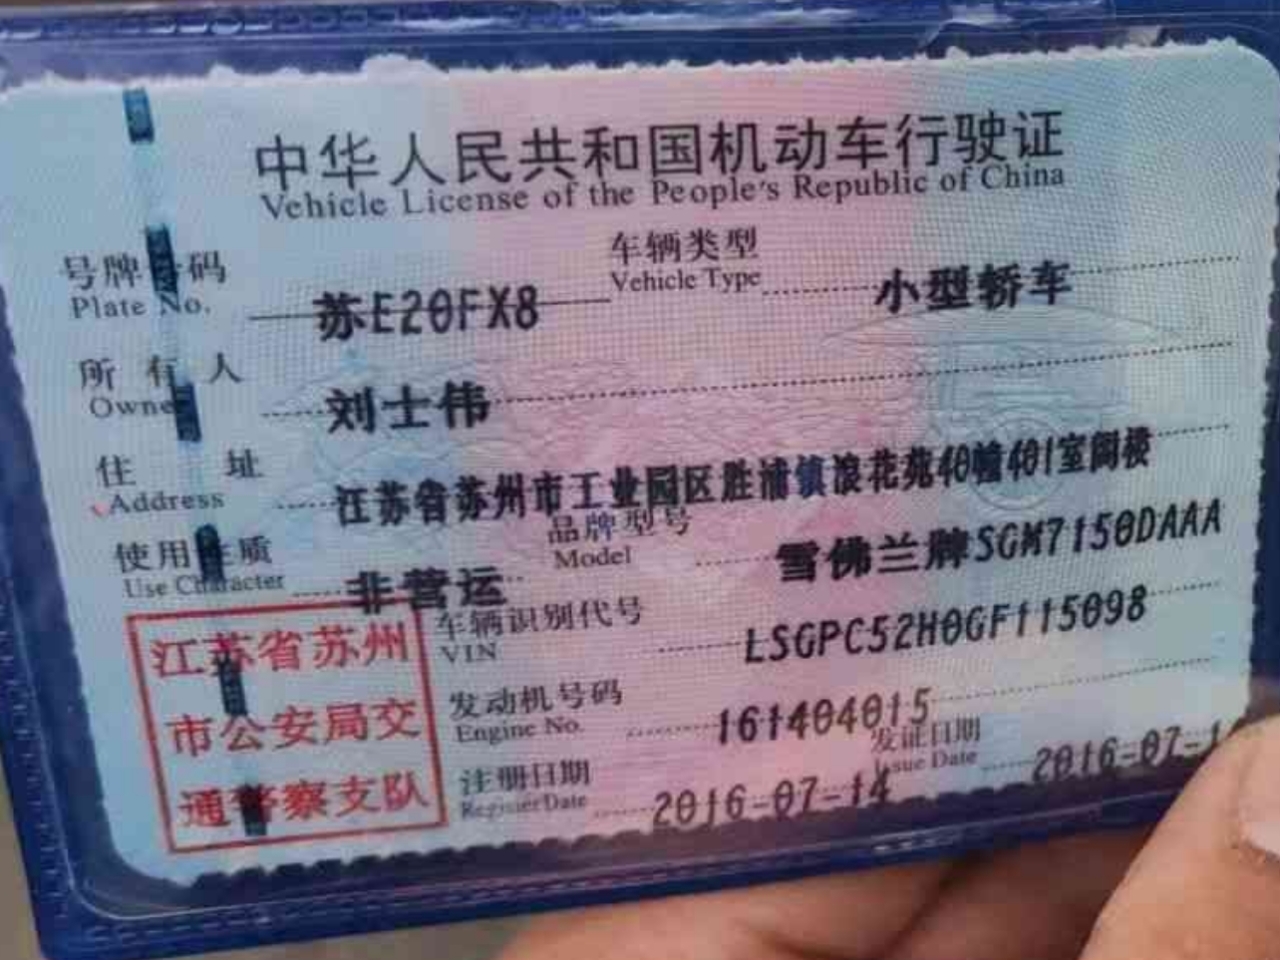 中华人民共和国机动车行驶证
Vehicle License of the People's Republic of China
号牌号码 苏E20FX8 车辆类型 小型轿车
Plate No. Vehicle Type
所有人 刘士伟
Owner
住址 江苏省苏州市工业园区胜浦镇浪花苑40幢401室阁楼
Address
使用性质 非营运 品牌型号 雪佛兰牌SGM7150DAAA
Use Character Model
车辆识别代号 LSGPC52H0GF115098
VIN
发动机号码 161404015
Engine No.
注册日期 2016-07-14 发证日期 2016-07-1
Register Date Issue Date
江苏省苏州
市公安局交
通警察支队